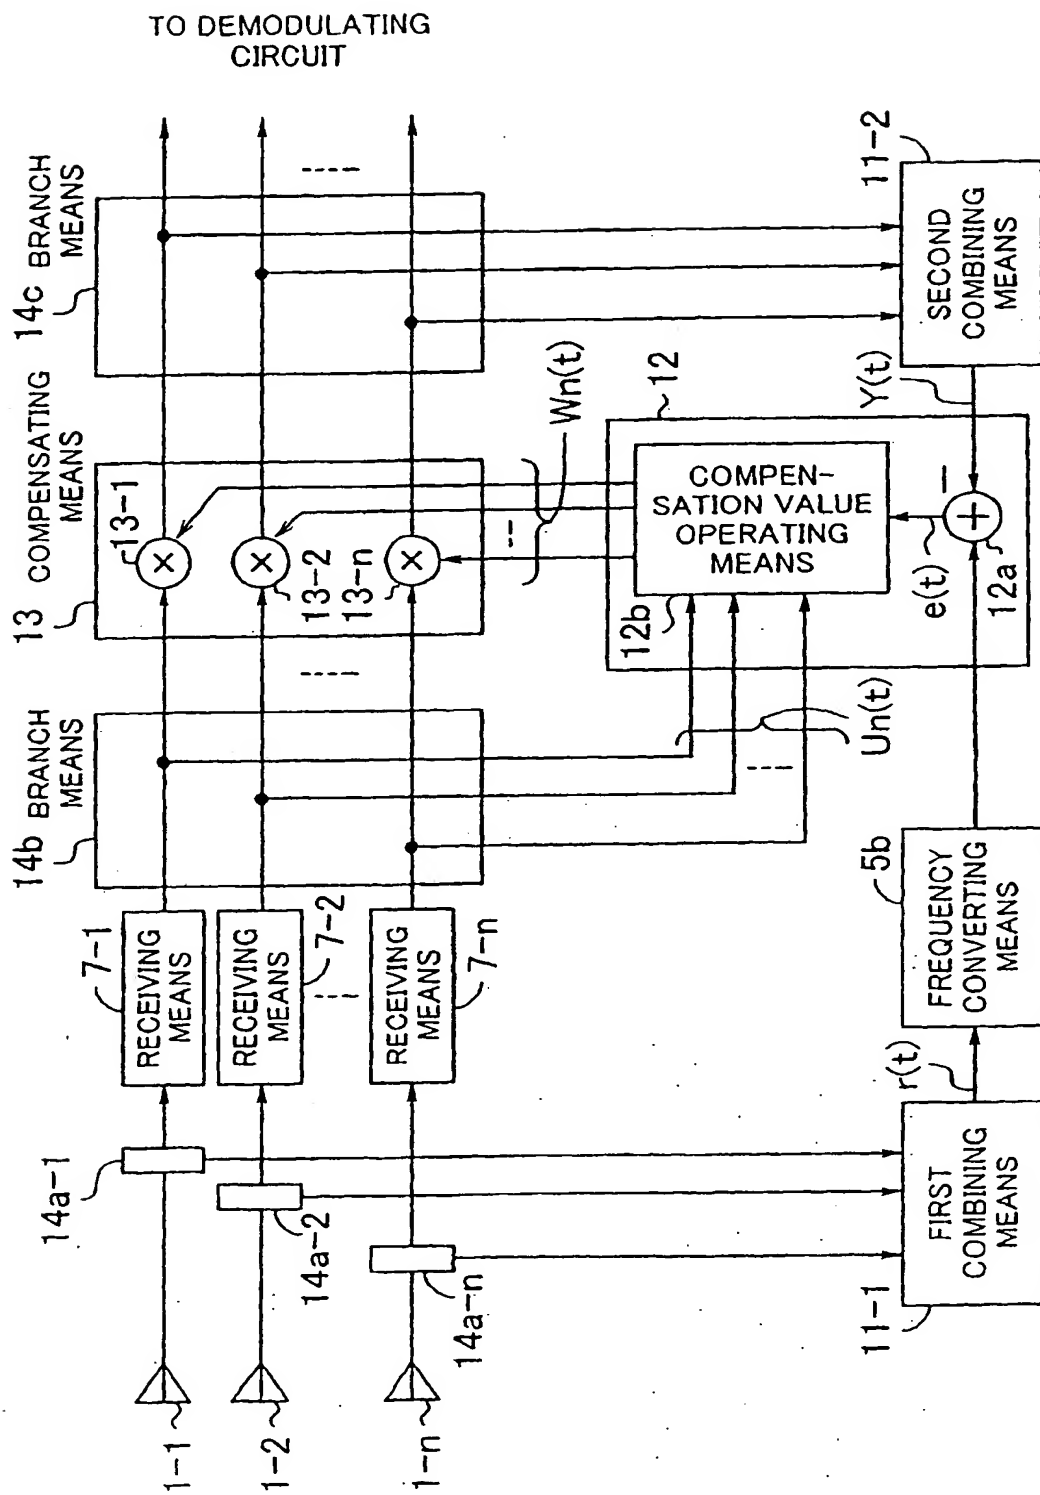 TO DEMODULATING
CIRCUIT
14c BRANCH
MEANS
13 COMPENSATING
MEANS
14b BRANCH
MEANS
13-1
13-2
13-n
7-1
RECEIVING
MEANS
7-2
RECEIVING
MEANS
7-n
RECEIVING
MEANS
14a-1
14a-2
14a-n
1-1
1-2
1-n
Wn(t)
12
COMPEN-
SATION VALUE
OPERATING
MEANS
12b
Un(t)
e(t)
12a
Y(t)
11-2
SECOND
COMBINING
MEANS
5b
FREQUENCY
CONVERTING
MEANS
r(t)
11-1
FIRST
COMBINING
MEANS